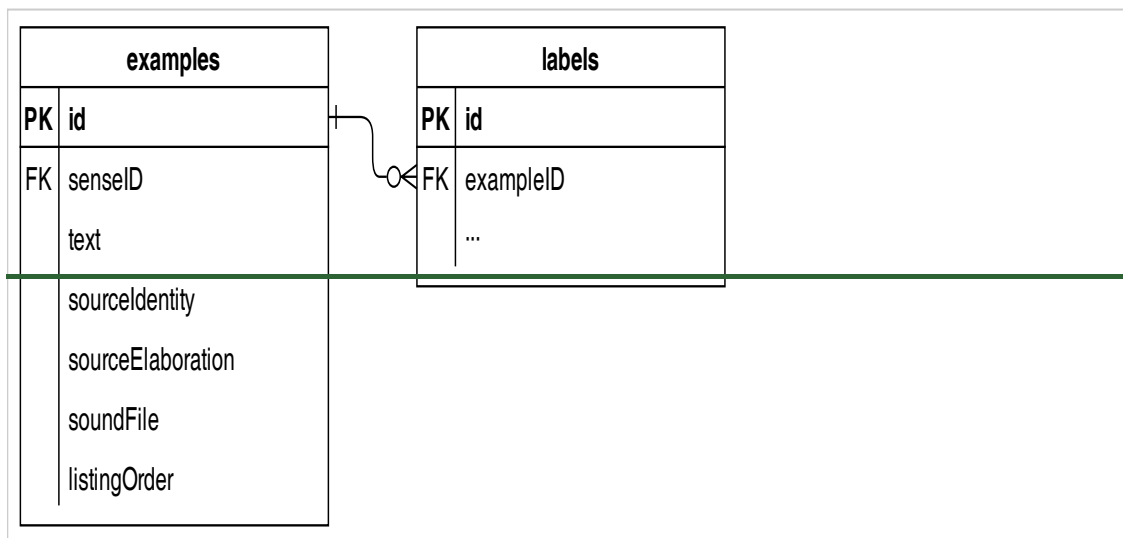 examples
PK id
FK senseID
text
sourceIdentity
sourceElaboration
soundFile
listingOrder
labels
PK id
FK exampleID
...